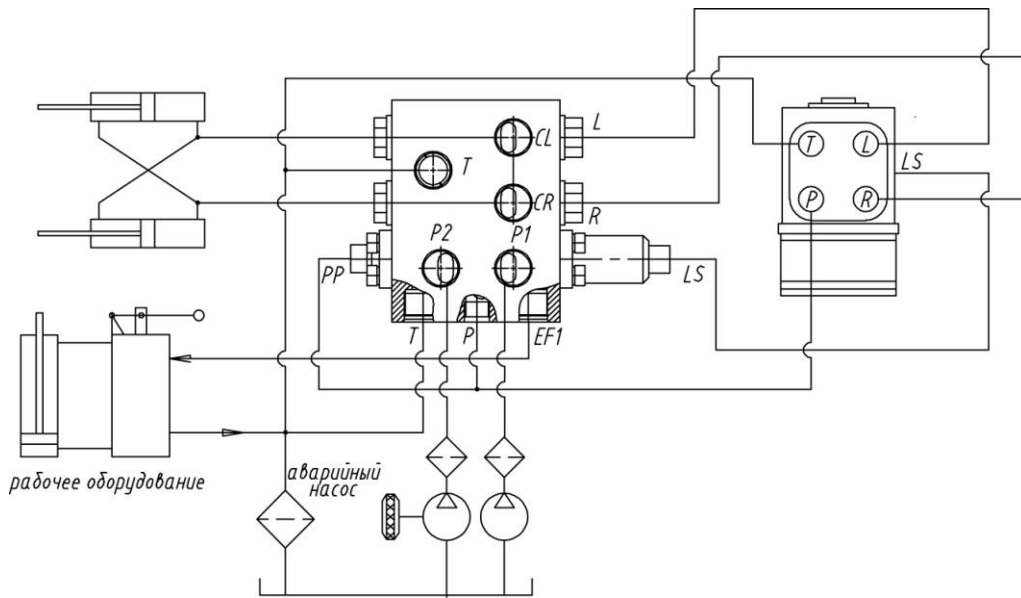 L
CL
T
L
T
LS
CR
P
R
R
P2
P1
PP
LS
T
P
EF1
аварийный
насос
рабочее оборудование